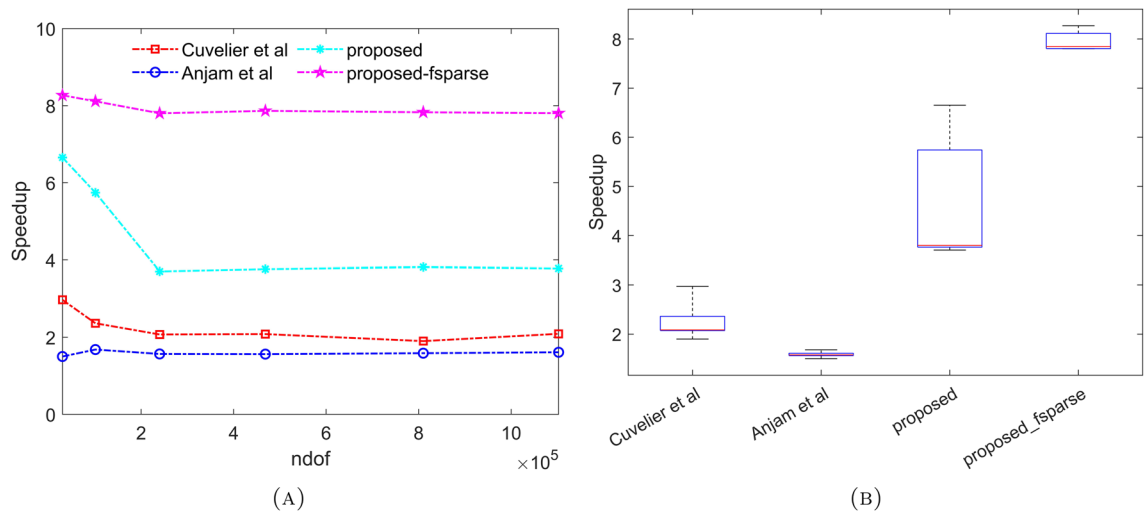 10
8
6
4
2
0
Speedup
Cuvelier et al
Anjam et al
proposed
proposed-fsparse
2 4 6 8 10
ndof
×10^5
(A)
8
7
6
5
4
3
2
Speedup
Cuvelier et al
Anjam et al
proposed
proposed_fsparse
(B)